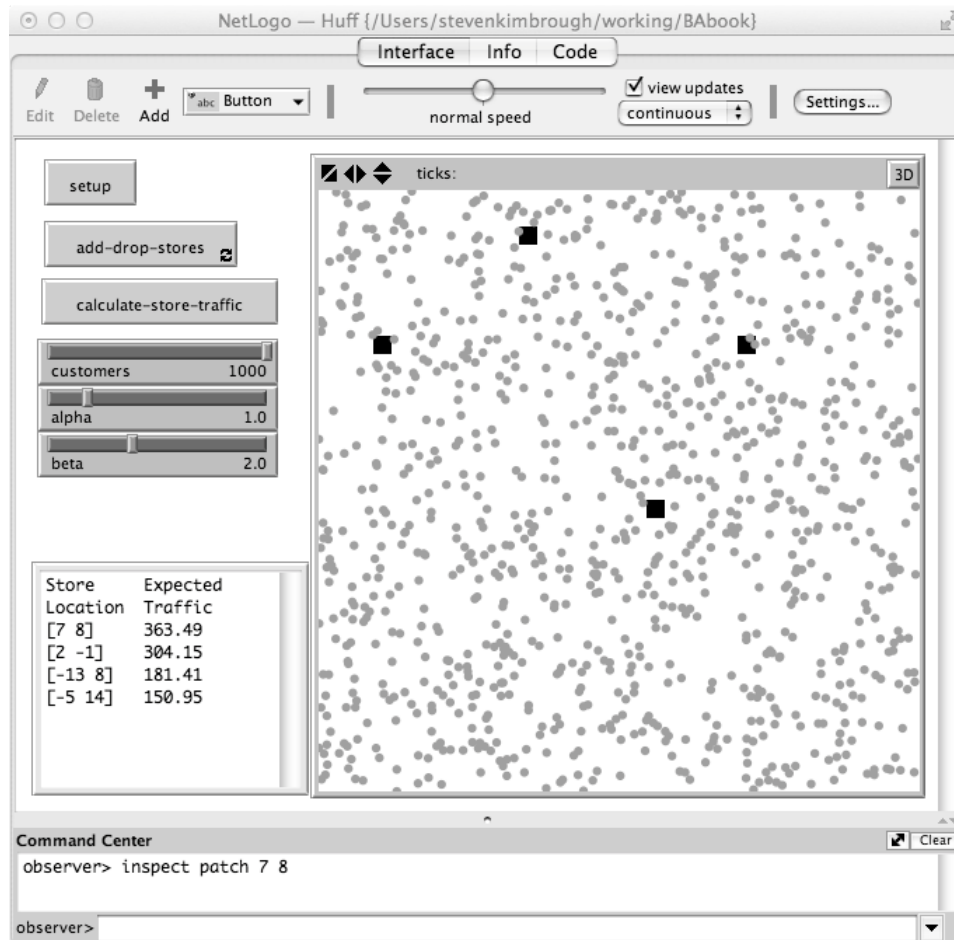 NetLogo — Huff {/Users/stevenkimbrough/working/BAbook}
Interface Info Code
Edit Delete Add abc Button normal speed view updates continuous Settings...
setup
ticks: 3D
add-drop-stores
calculate-store-traffic
customers 1000
alpha 1.0
beta 2.0
Store Expected
Location Traffic
[7 8] 363.49
[2 -1] 304.15
[-13 8] 181.41
[-5 14] 150.95
Command Center Clear
observer> inspect patch 7 8
observer>